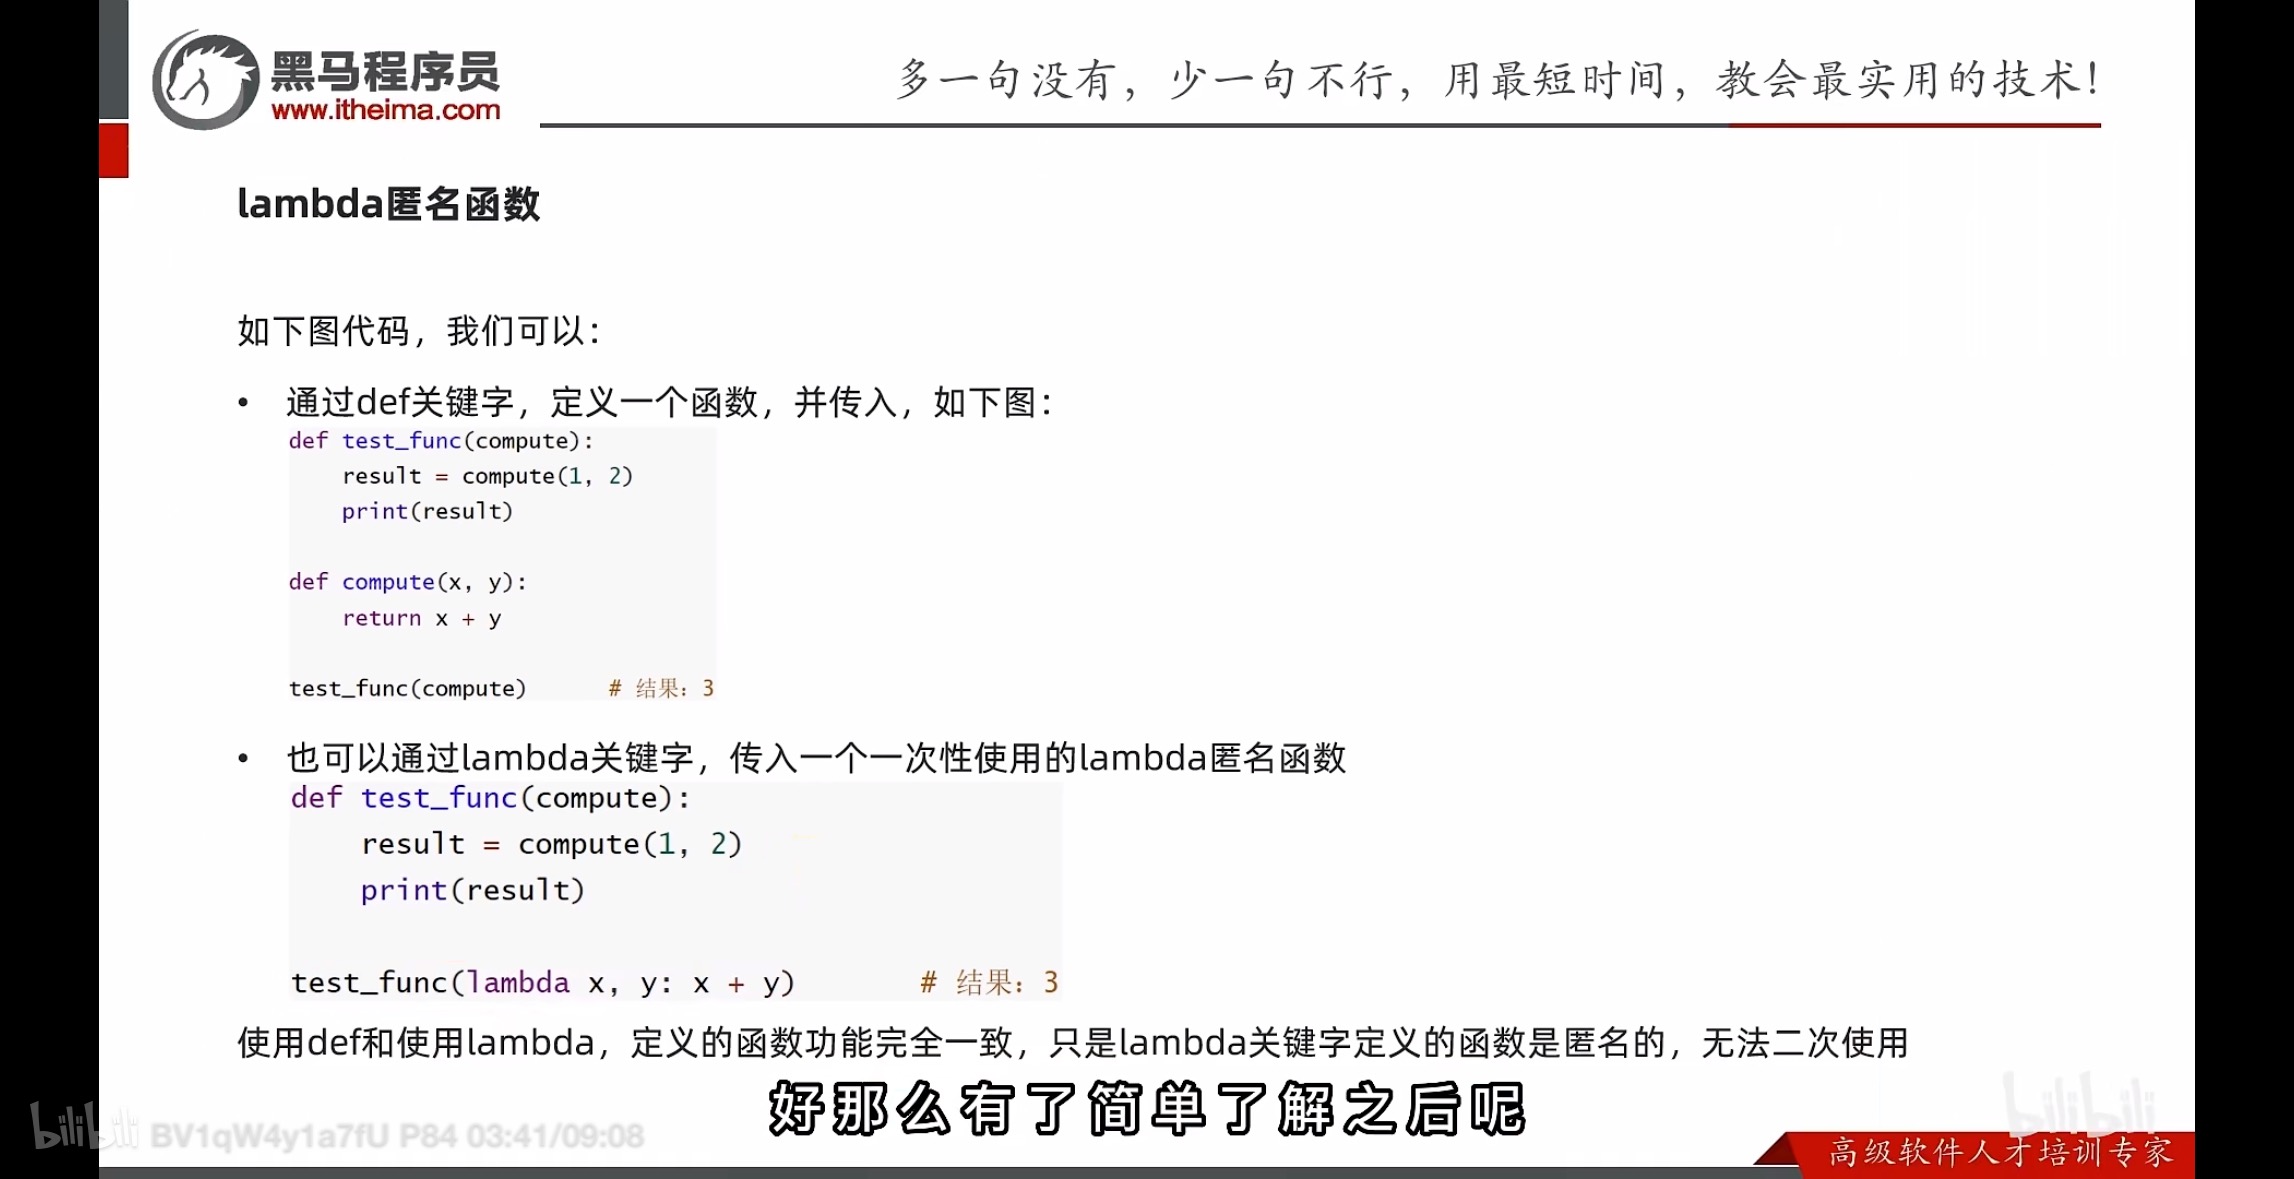 黑马程序员
www.itheima.com
多一句没有，少一句不行，用最短时间，教会最实用的技术！
lambda匿名函数
如下图代码，我们可以：
• 通过def关键字，定义一个函数，并传入，如下图：
def test_func(compute):
    result = compute(1, 2)
    print(result)
def compute(x, y):
    return x + y
test_func(compute)      # 结果：3
• 也可以通过lambda关键字，传入一个一次性使用的lambda匿名函数
def test_func(compute):
    result = compute(1, 2)
    print(result)
test_func(lambda x, y: x + y)       # 结果：3
使用def和使用lambda，定义的函数功能完全一致，只是lambda关键字定义的函数是匿名的，无法二次使用
好那么有了简单了解之后呢
bilibili BV1qW4y1a7fU P84 03:41/09:08
bilibili
高级软件人才培训专家